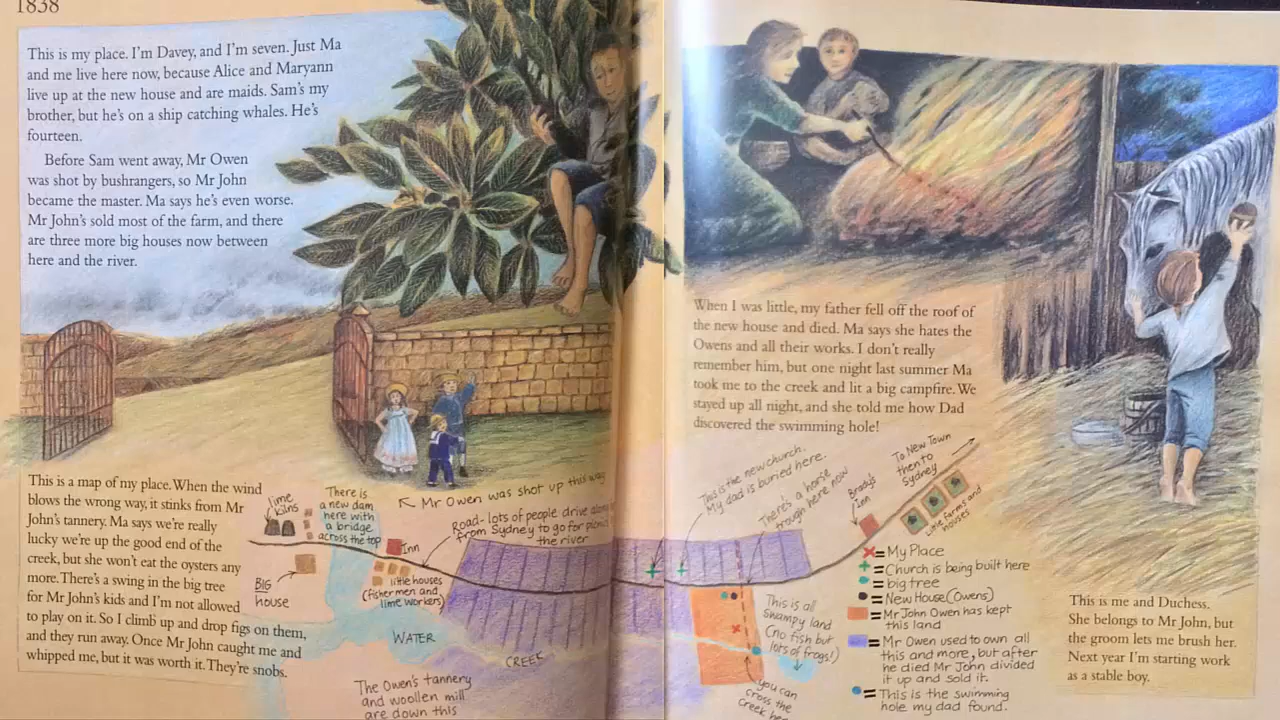 1838
This is my place. I'm Davey, and I'm seven. Just Ma
and me live here now, because Alice and Maryann
live up at the new house and are maids. Sam's my
brother, but he's on a ship catching whales. He's
fourteen.
Before Sam went away, Mr Owen
was shot by bushrangers, so Mr John
became the master. Ma says he's even worse.
Mr John's sold most of the farm, and there
are three more big houses now between
here and the river.
This is a map of my place. When the wind
blows the wrong way, it stinks from Mr
John's tannery. Ma says we're really
lucky we're up the good end of the
creek, but she won't eat the oysters any
more. There's a swing in the big tree
for Mr John's kids and I'm not allowed
to play on it. So I climb up and drop figs on them,
and they run away. Once Mr John caught me and
whipped me, but it was worth it. They're snobs.
lime
kilns
There is
a new dam
here with
a bridge
across the top
BIG
house
Inn
little houses
(fishermen and
lime workers)
Mr Owen was shot up this way
Road - lots of people drive along
from Sydney to go for picnics
the river
WATER
CREEK
The Owen's tannery
and woollen mill
are down this
When I was little, my father fell off the roof of
the new house and died. Ma says she hates the
Owens and all their works. I don't really
remember him, but one night last summer Ma
took me to the creek and lit a big campfire. We
stayed up all night, and she told me how Dad
discovered the swimming hole!
This is the new church.
My dad is buried here.
There's a horse
trough here now
Brady's
Inn
To New Town
then to
Sydney
Little farms and
houses
This is all
swampy land
(no fish but
lots of frogs!)
you can
cross the
Creek
= My Place
= Church is being built here
= big tree
= New House (Owens)
= Mr John Owen has kept
this land
= Mr Owen used to own all
this and more, but after
he died Mr John divided
it up and sold it.
= This is the swimming
hole my dad found.
This is me and Duchess.
She belongs to Mr John, but
the groom lets me brush her.
Next year I'm starting work
as a stable boy.